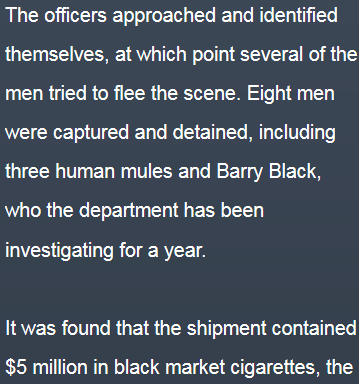 The officers approached and identified
themselves, at which point several of the
men tried to flee the scene. Eight men
were captured and detained, including
three human mules and Barry Black,
who the department has been
investigating for a year.
It was found that the shipment contained
$5 million in black market cigarettes, the